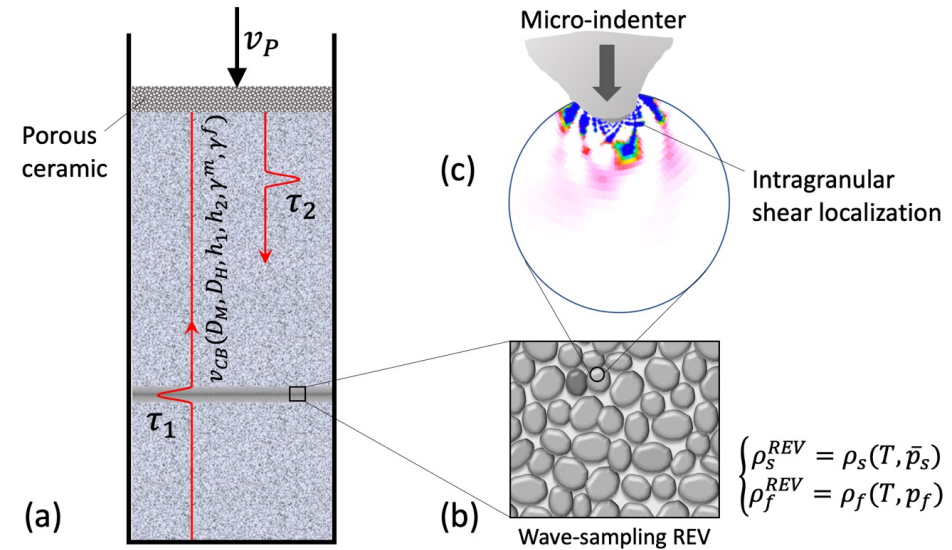 v_P
Porous
ceramic
v_CB(D_M, D_H, h_1, h_2, γ^m, γ^f)
τ_2
τ_1
(a)
Micro-indenter
(c)
Intragranular
shear localization
(b)
Wave-sampling REV
ρ_s^REV = ρ_s(T, p̄_s)
ρ_f^REV = ρ_f(T, p_f)